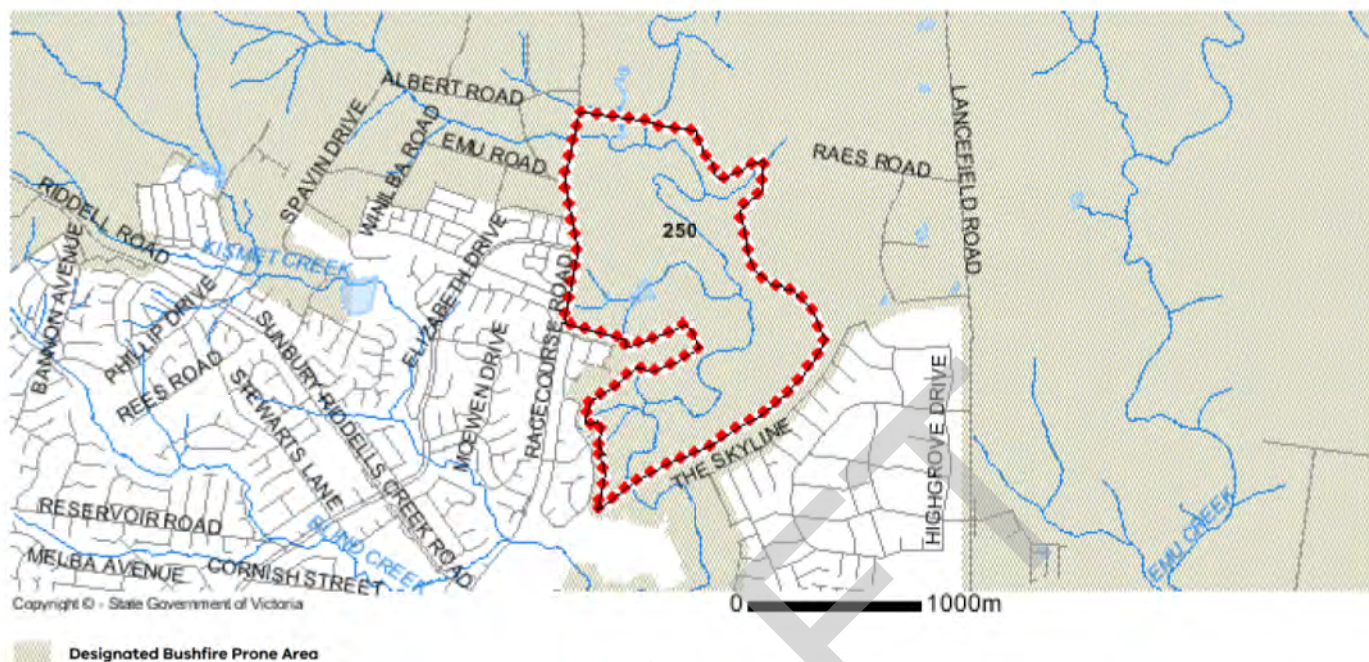 ALBERT ROAD
SPAVIN DRIVE
WINILBA ROAD
EMU ROAD
RAES ROAD
LANCEFIELD ROAD
RIDDELL ROAD
250
KISMET CREEK
BANNON AVENUE
PHILLIP DRIVE
ELIZABETH DRIVE
RACECOURSE ROAD
REES ROAD
SUNBURY-RIDDELLS CREEK ROAD
STEWARTS LANE
MCEWEN DRIVE
HIGHGROVE DRIVE
THE SKYLINE
RESERVOIR ROAD
BLIND CREEK
EMU CREEK
MELBA AVENUE
CORNISH STREET
Copyright © - State Government of Victoria
0 1000m
Designated Bushfire Prone Area